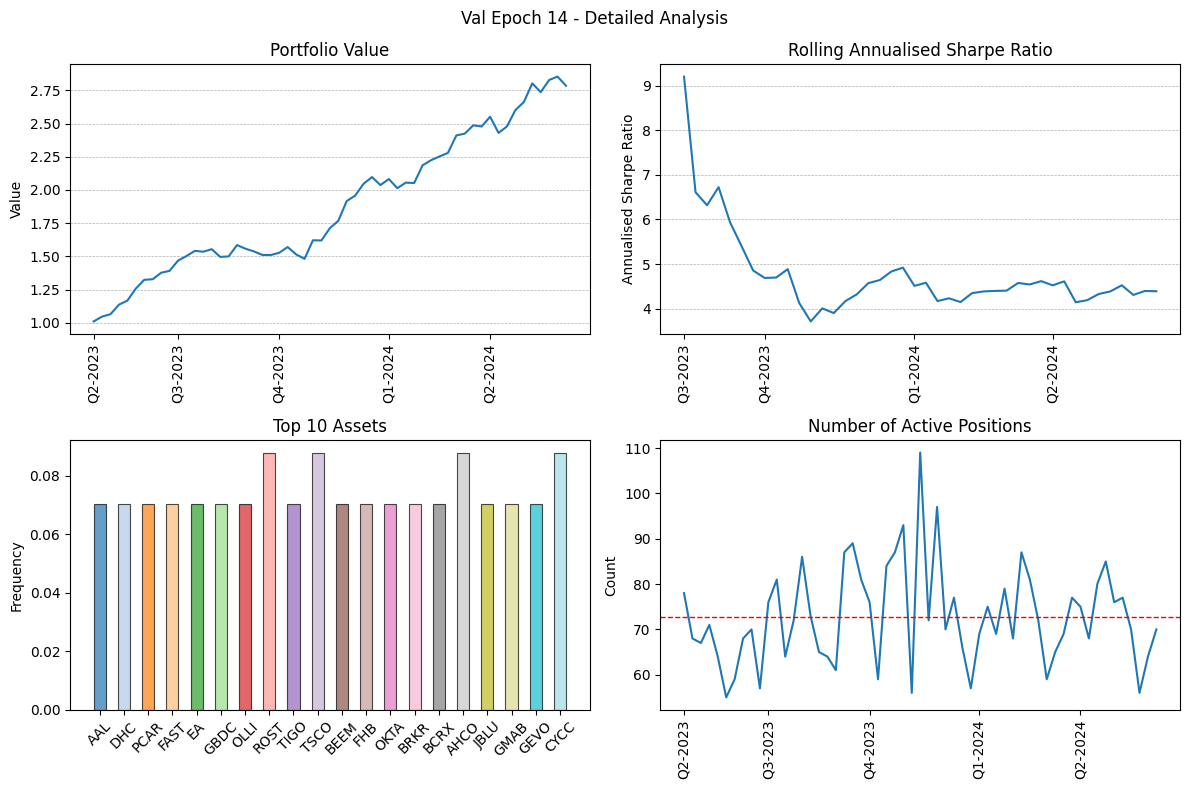 Val Epoch 14 - Detailed Analysis
Portfolio Value
Value
2.75
2.50
2.25
2.00
1.75
1.50
1.25
1.00
Q2-2023
Q3-2023
Q4-2023
Q1-2024
Q2-2024
Rolling Annualised Sharpe Ratio
Annualised Sharpe Ratio
9
8
7
6
5
4
Q3-2023
Q4-2023
Q1-2024
Q2-2024
Top 10 Assets
Frequency
0.08
0.06
0.04
0.02
0.00
AAL
DHC
PCAR
FAST
EA
GBDC
OLLI
ROST
TIGO
TSCO
BEEM
FHB
OKTA
BRKR
BCRX
AHCO
JBLU
GMAB
GEVO
CYCC
Number of Active Positions
Count
110
100
90
80
70
60
Q2-2023
Q3-2023
Q4-2023
Q1-2024
Q2-2024